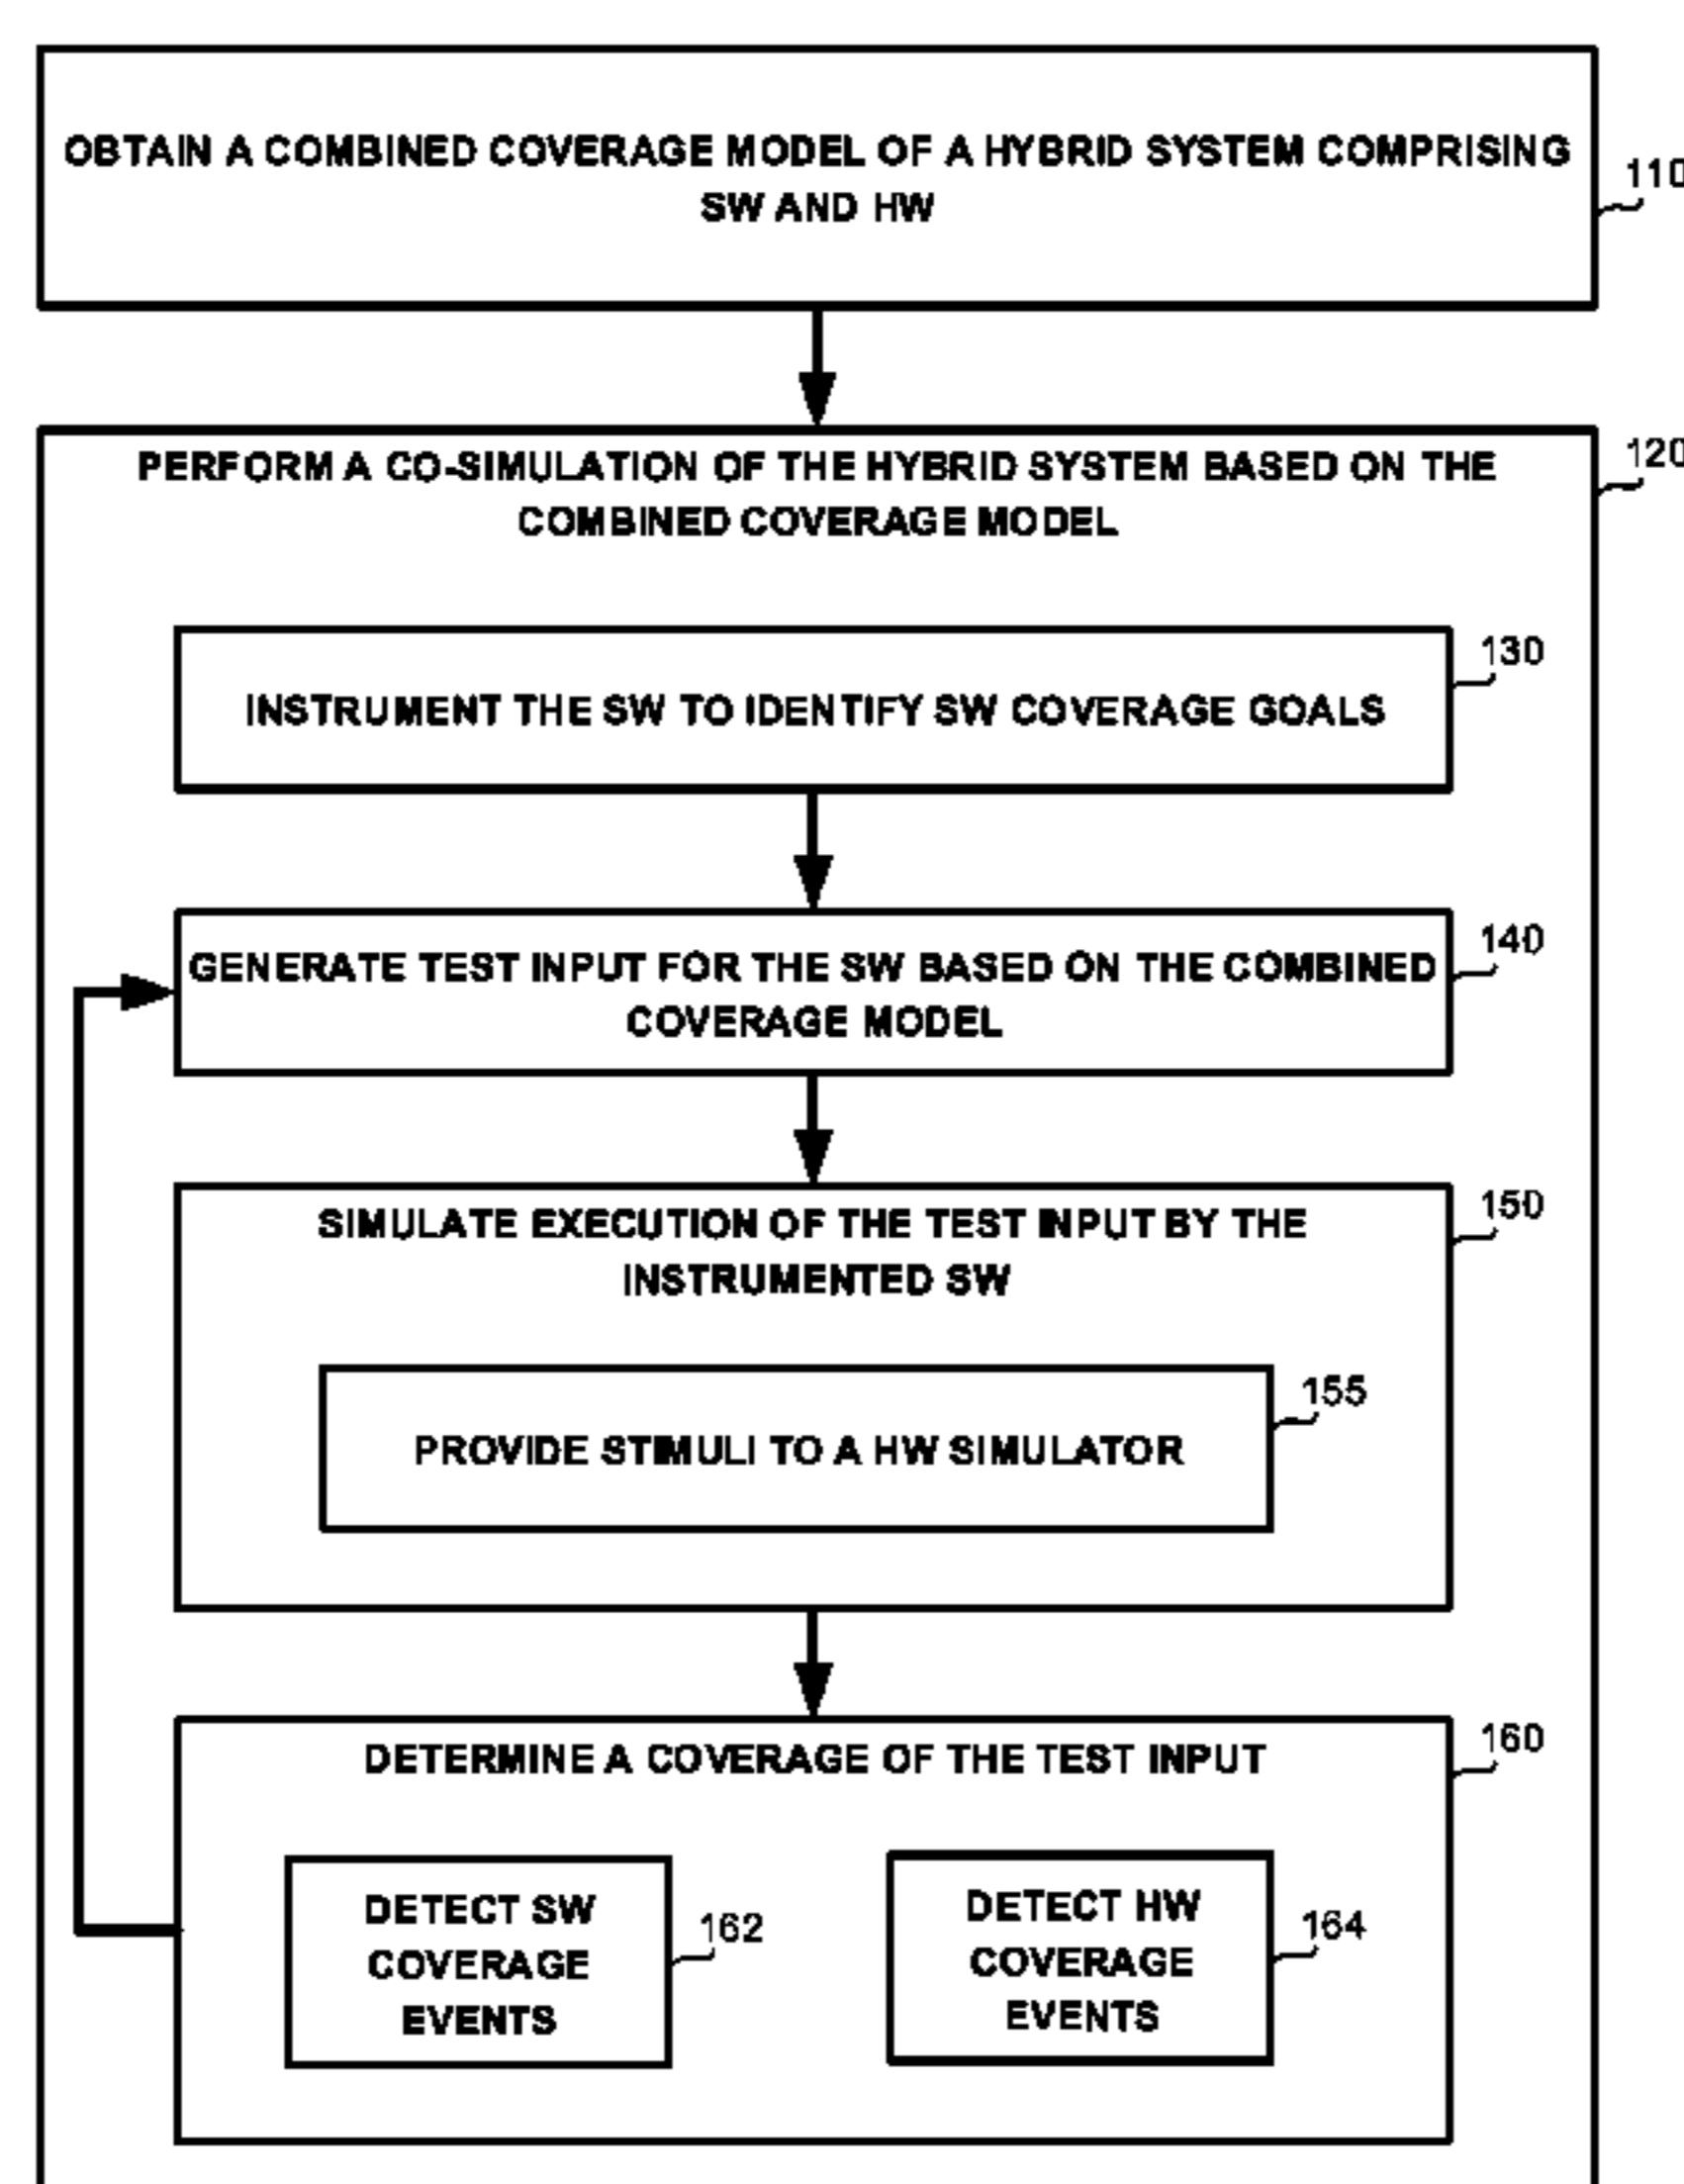 OBTAIN A COMBINED COVERAGE MODEL OF A HYBRID SYSTEM COMPRISING
SW AND HW
110
PERFORM A CO-SIMULATION OF THE HYBRID SYSTEM BASED ON THE
COMBINED COVERAGE MODEL
120
INSTRUMENT THE SW TO IDENTIFY SW COVERAGE GOALS
130
GENERATE TEST INPUT FOR THE SW BASED ON THE COMBINED
COVERAGE MODEL
140
SIMULATE EXECUTION OF THE TEST INPUT BY THE
INSTRUMENTED SW
150
PROVIDE STIMULI TO A HW SIMULATOR
155
DETERMINE A COVERAGE OF THE TEST INPUT
160
DETECT SW
COVERAGE
EVENTS
162
DETECT HW
COVERAGE
EVENTS
164